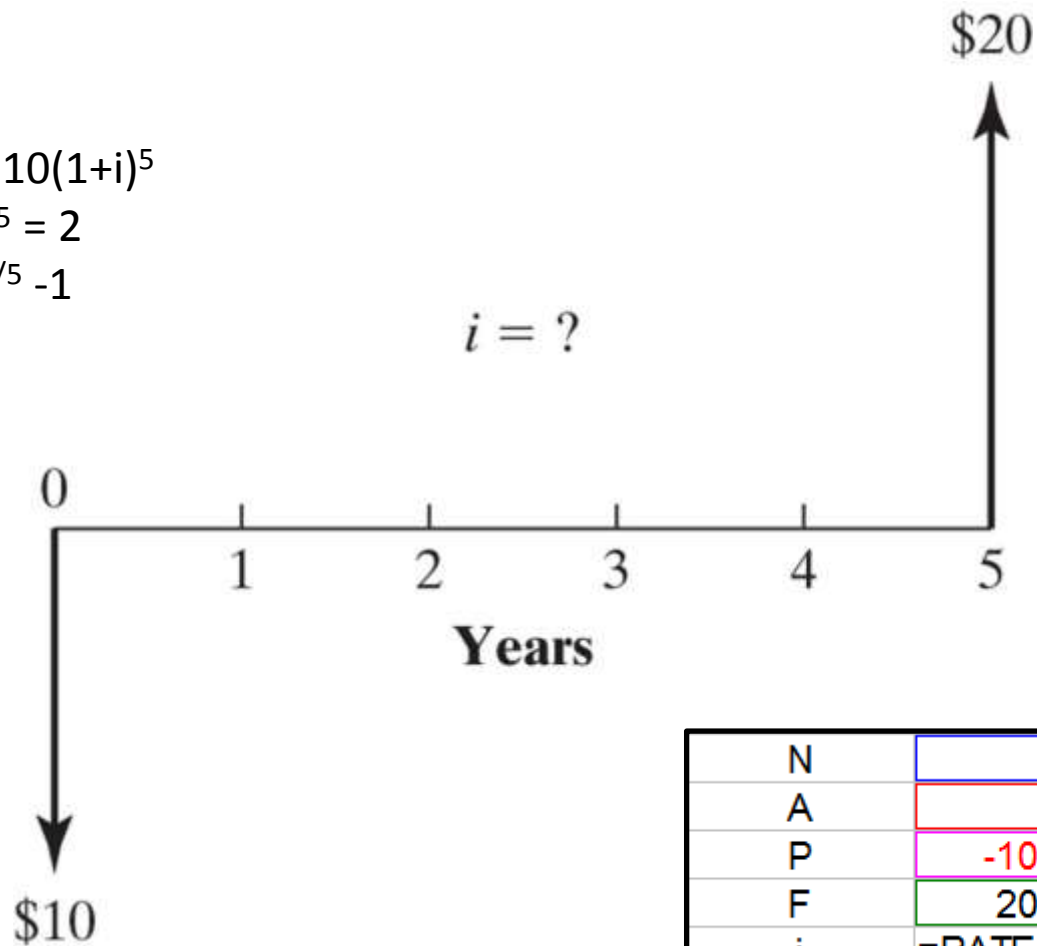 $20
10(1+i)⁵
⁵ = 2
/5 -1
i = ?
0
1 2 3 4 5
Years
N
A
P -10
F 20
$10